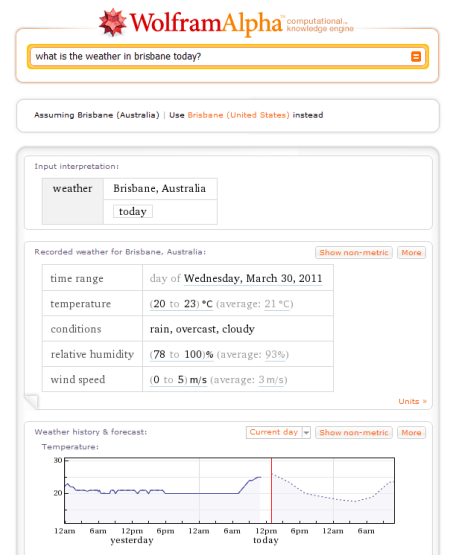 WolframAlpha™ computational.. knowledge engine
what is the weather in brisbane today?
Assuming Brisbane (Australia) | Use Brisbane (United States) instead
Input interpretation:
weather Brisbane, Australia
today
Recorded weather for Brisbane, Australia: Show non-metric More
time range day of Wednesday, March 30, 2011
temperature (20 to 23) °C (average: 21 °C)
conditions rain, overcast, cloudy
relative humidity (78 to 100)% (average: 93%)
wind speed (0 to 5) m/s (average: 3 m/s)
Units »
Weather history & forecast: Current day Show non-metric More
Temperature:
30
20
12am 6am 12pm 6pm 12am 6am 12pm 6pm 12am 6am
yesterday today